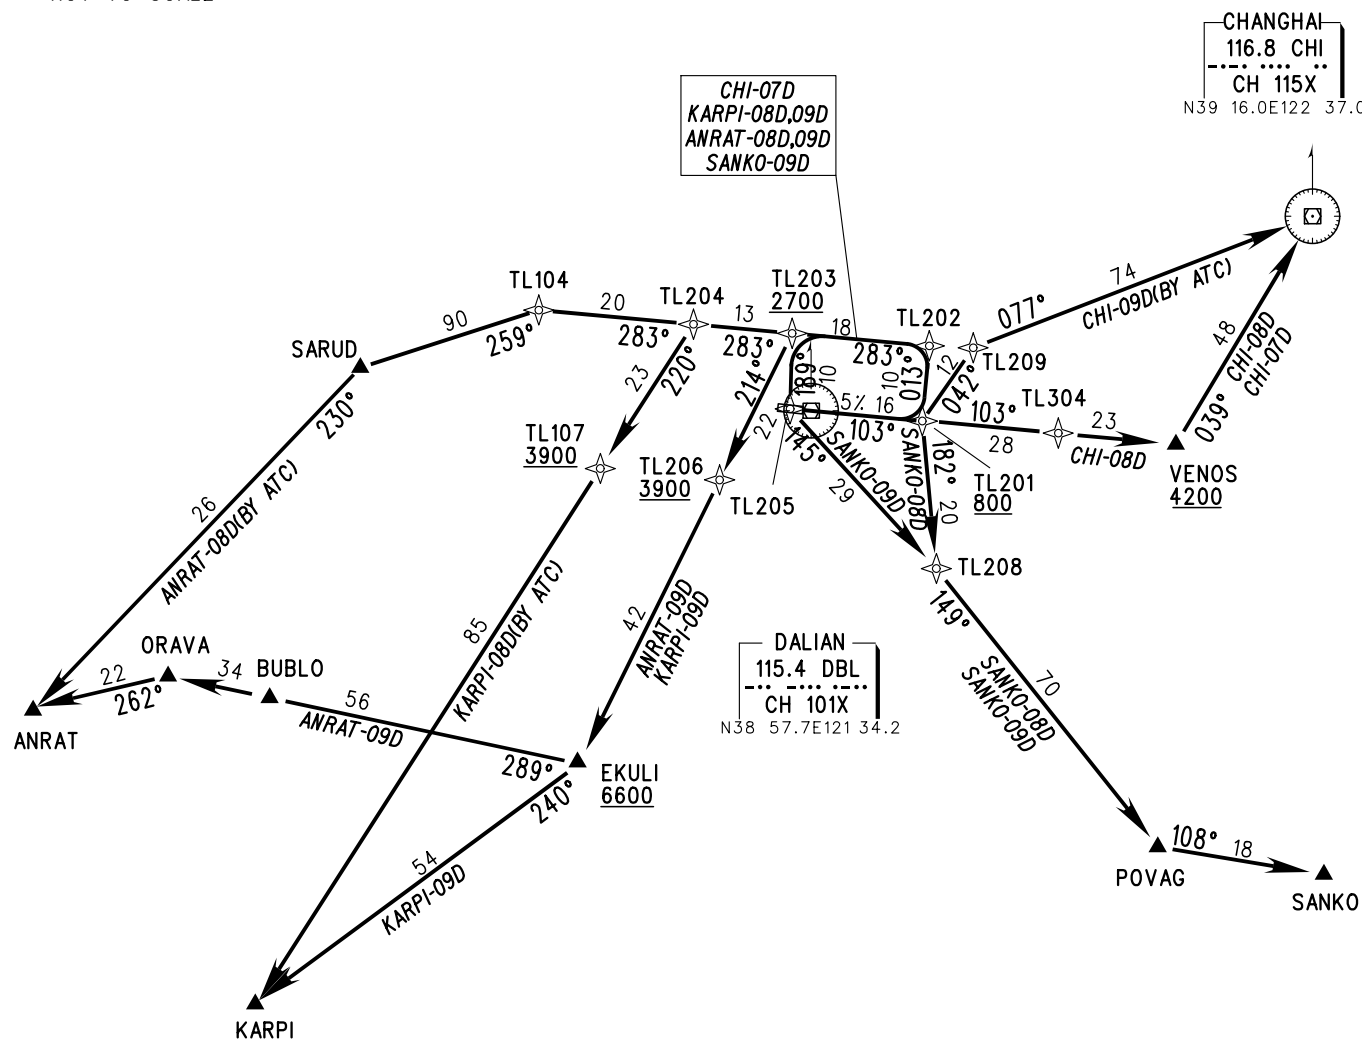 CHANGHAI
116.8 CHI
CH 115X
N39 16.0E122 37.0
CHI-07D
KARPI-08D,09D
ANRAT-08D,09D
SANKO-09D
TL104
20
TL204
13
TL203
2700
18
TL202
TL209
077°
74
CHI-09D(BY ATC)
48
CHI-08D
CHI-07D
039°
SARUD
90
259°
283°
283°
283°
23
220°
214°
189°
10
10
013°
12
042°
22
5% 16
103°
103°
28
TL304
23
CHI-08D
VENOS
4200
230°
TL107
3900
TL206
3900
TL205
145°
SANKO-09D
29
SANKO-08D
182°
20
TL201
800
TL208
149°
26
ANRAT-08D(BY ATC)
85
KARPI-08D(BY ATC)
42
ANRAT-09D
KARPI-09D
DALIAN
115.4 DBL
CH 101X
N38 57.7E121 34.2
70
SANKO-08D
SANKO-09D
ORAVA
22
262°
34
BUBLO
56
ANRAT-09D
289°
ANRAT
EKULI
6600
240°
54
KARPI-09D
KARPI
POVAG
108°
18
SANKO